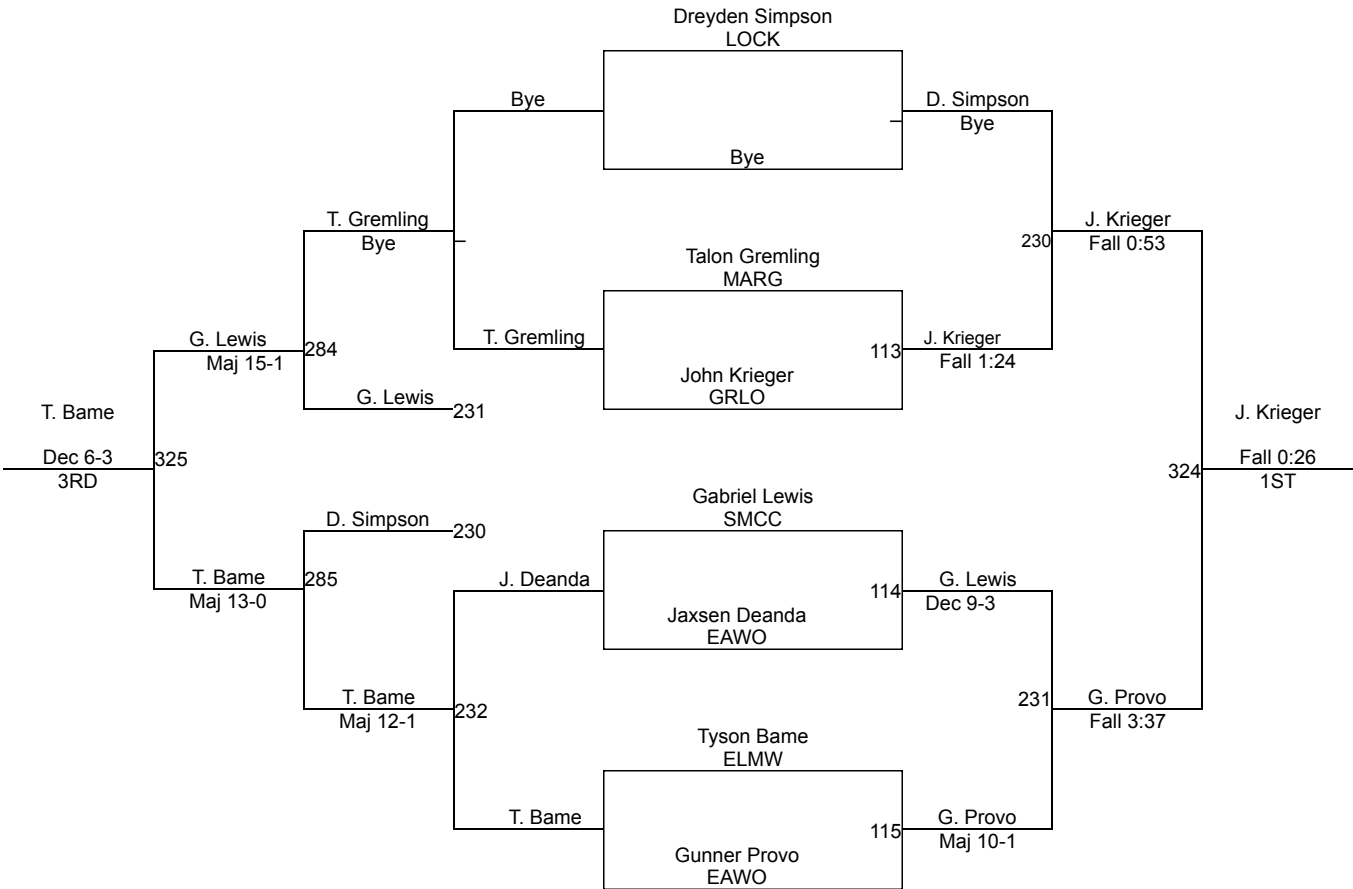 Dreyden Simpson
LOCK
Bye
D. Simpson
Bye
Bye
T. Gremling
Bye
J. Krieger
Fall 0:53
230
Talon Gremling
MARG
T. Gremling
G. Lewis
Maj 15-1
284
113
J. Krieger
Fall 1:24
John Krieger
GRLO
G. Lewis
231
T. Bame
J. Krieger
Dec 6-3
3RD
325
324
Fall 0:26
1ST
Gabriel Lewis
SMCC
D. Simpson
230
T. Bame
Maj 13-0
285
J. Deanda
114
G. Lewis
Dec 9-3
Jaxsen Deanda
EAWO
T. Bame
Maj 12-1
232
231
G. Provo
Fall 3:37
Tyson Bame
ELMW
T. Bame
115
G. Provo
Maj 10-1
Gunner Provo
EAWO